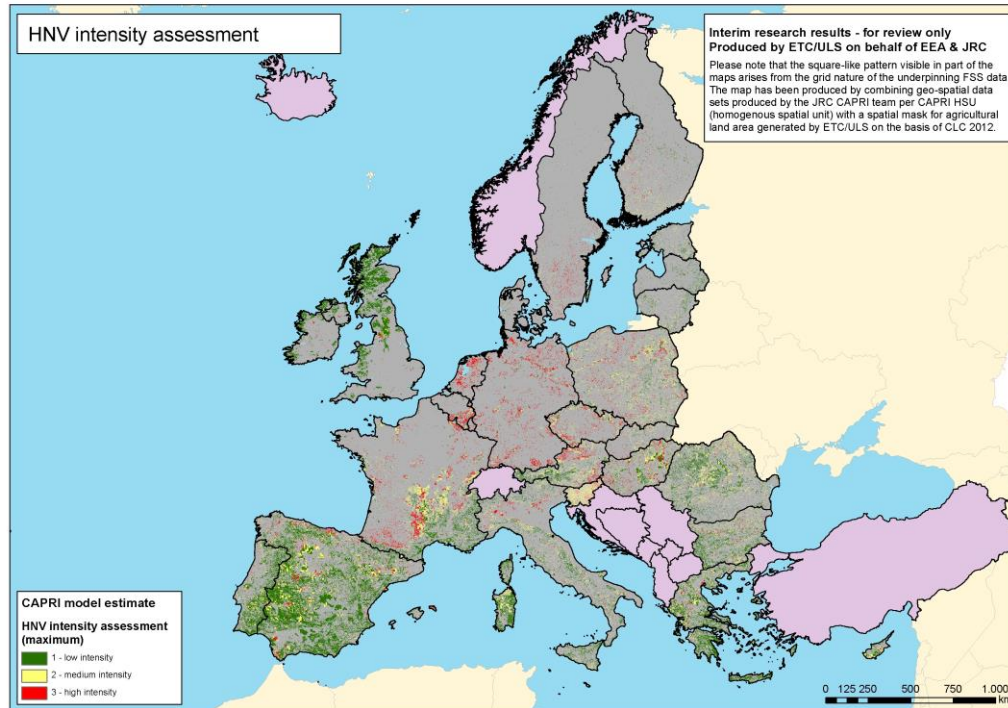 HNV intensity assessment
Interim research results - for review only
Produced by ETC/ULS on behalf of EEA & JRC
Please note that the square-like pattern visible in part of the
maps arises from the grid nature of the underpinning FSS data.
The map has been produced by combining geo-spatial data
sets produced by the JRC CAPRI team per CAPRI HSU
(homogenous spatial unit) with a spatial mask for agricultural
land area generated by ETC/ULS on the basis of CLC 2012.
CAPRI model estimate
HNV intensity assessment
(maximum)
1 - low intensity
2 - medium intensity
3 - high intensity
0 125 250 500 750 1.000
km